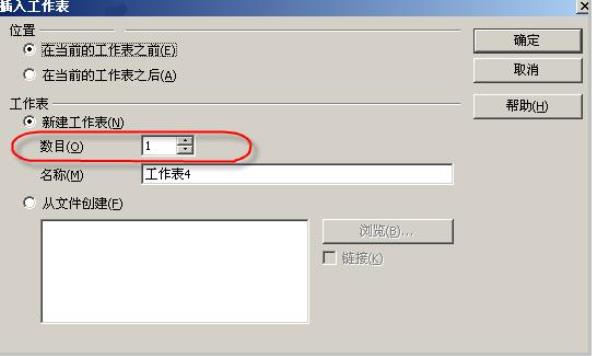 插入工作表
位置
在当前的工作表之前(E)
确定
在当前的工作表之后(A)
取消
工作表
帮助(H)
新建工作表(N)
数目(O)
1
名称(M)
工作表4
从文件创建(F)
浏览(B)...
链接(K)